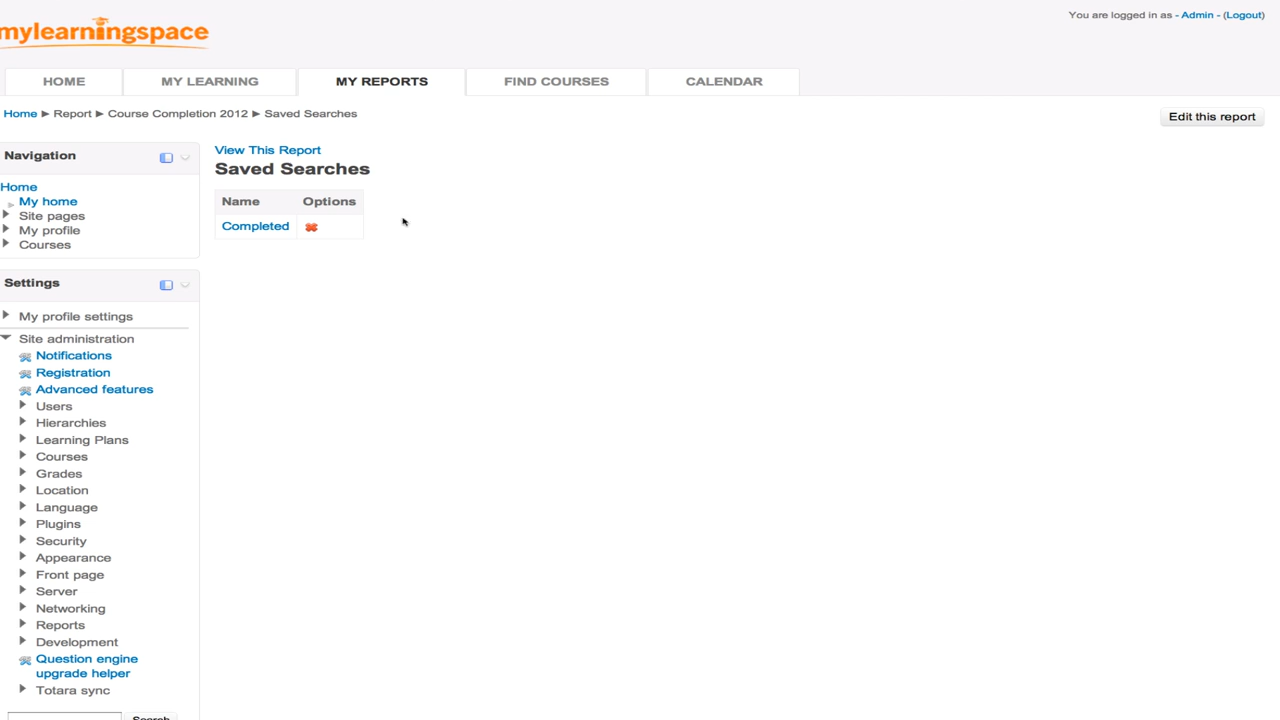 You are logged in as - Admin - (Logout)
mylearningspace
HOME MY LEARNING MY REPORTS FIND COURSES CALENDAR
Home ► Report ► Course Completion 2012 ► Saved Searches
Edit this report
Navigation
Home
My home
Site pages
My profile
Courses
Settings
My profile settings
Site administration
Notifications
Registration
Advanced features
Users
Hierarchies
Learning Plans
Courses
Grades
Location
Language
Plugins
Security
Appearance
Front page
Server
Networking
Reports
Development
Question engine
upgrade helper
Totara sync
Search
View This Report
Saved Searches
Name Options
Completed